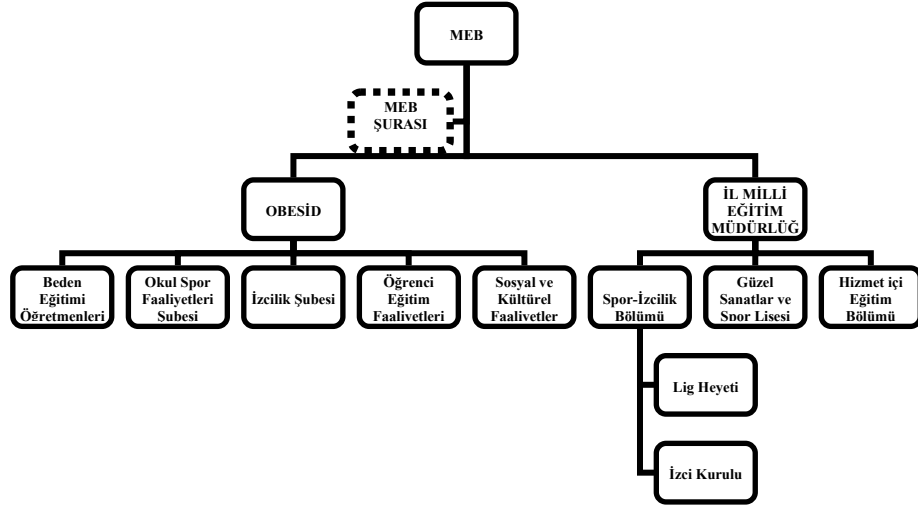 MEB
MEB
ŞURASI
OBESİD
İL MİLLİ
EĞİTİM
MÜDÜRLÜĞ
Beden
Eğitimi
Öğretmenleri
Okul Spor
Faaliyetleri
Şubesi
İzcilik Şubesi
Öğrenci
Eğitim
Faaliyetleri
Sosyal ve
Kültürel
Faaliyetler
Spor-İzcilik
Bölümü
Güzel
Sanatlar ve
Spor Lisesi
Hizmet içi
Eğitim
Bölümü
Lig Heyeti
İzci Kurulu